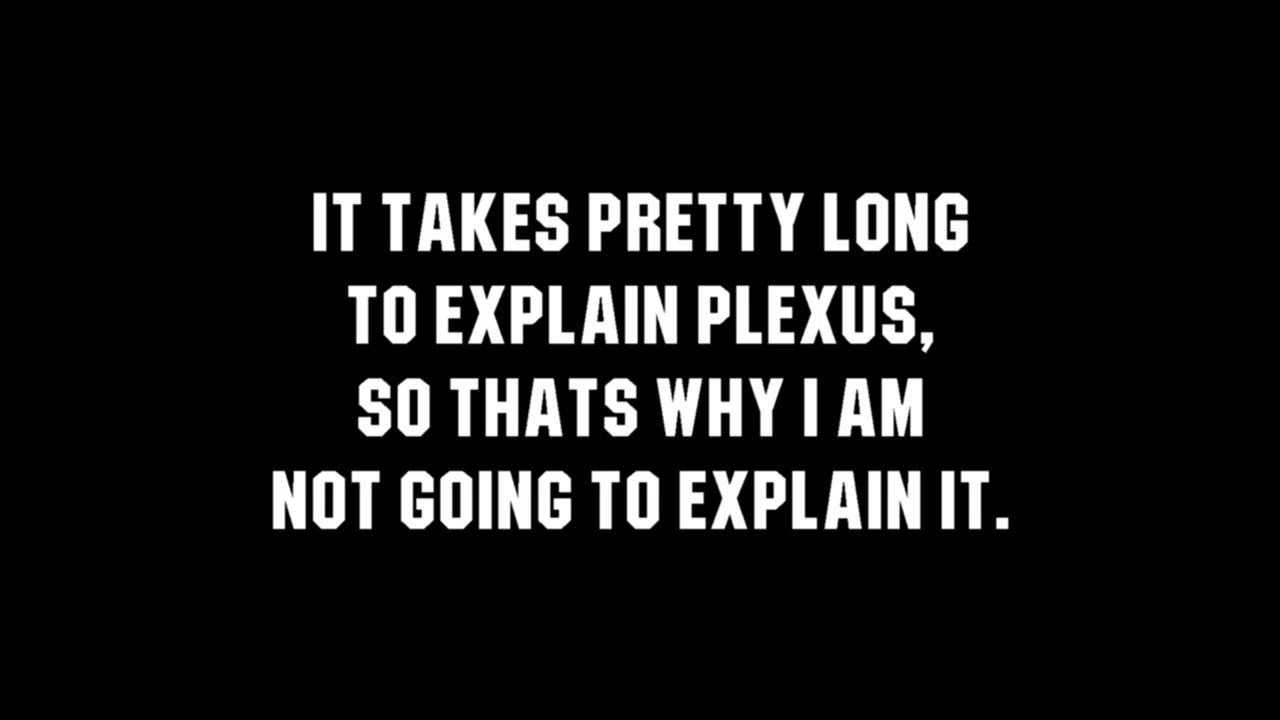 IT TAKES PRETTY LONG
TO EXPLAIN PLEXUS,
SO THATS WHY I AM
NOT GOING TO EXPLAIN IT.